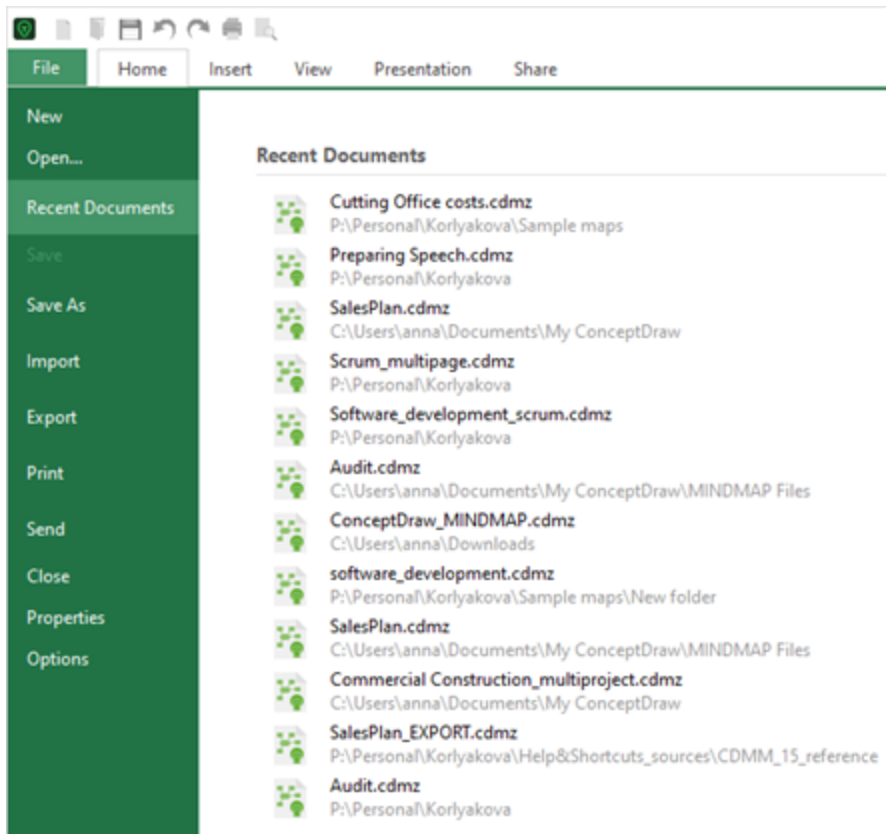 File Home Insert View Presentation Share
New
Open...
Recent Documents
Save
Save As
Import
Export
Print
Send
Close
Properties
Options
Recent Documents
Cutting Office costs.cdmz
P:\Personal\Korlyakova\Sample maps
Preparing Speech.cdmz
P:\Personal\Korlyakova
SalesPlan.cdmz
C:\Users\anna\Documents\My ConceptDraw
Scrum_multipage.cdmz
P:\Personal\Korlyakova
Software_development_scrum.cdmz
P:\Personal\Korlyakova
Audit.cdmz
C:\Users\anna\Documents\My ConceptDraw\MINDMAP Files
ConceptDraw_MINDMAP.cdmz
C:\Users\anna\Downloads
software_development.cdmz
P:\Personal\Korlyakova\Sample maps\New folder
SalesPlan.cdmz
C:\Users\anna\Documents\My ConceptDraw\MINDMAP Files
Commercial Construction_multiproject.cdmz
C:\Users\anna\Documents\My ConceptDraw
SalesPlan_EXPORT.cdmz
P:\Personal\Korlyakova\Help&Shortcuts_sources\CDMM_15_reference
Audit.cdmz
P:\Personal\Korlyakova